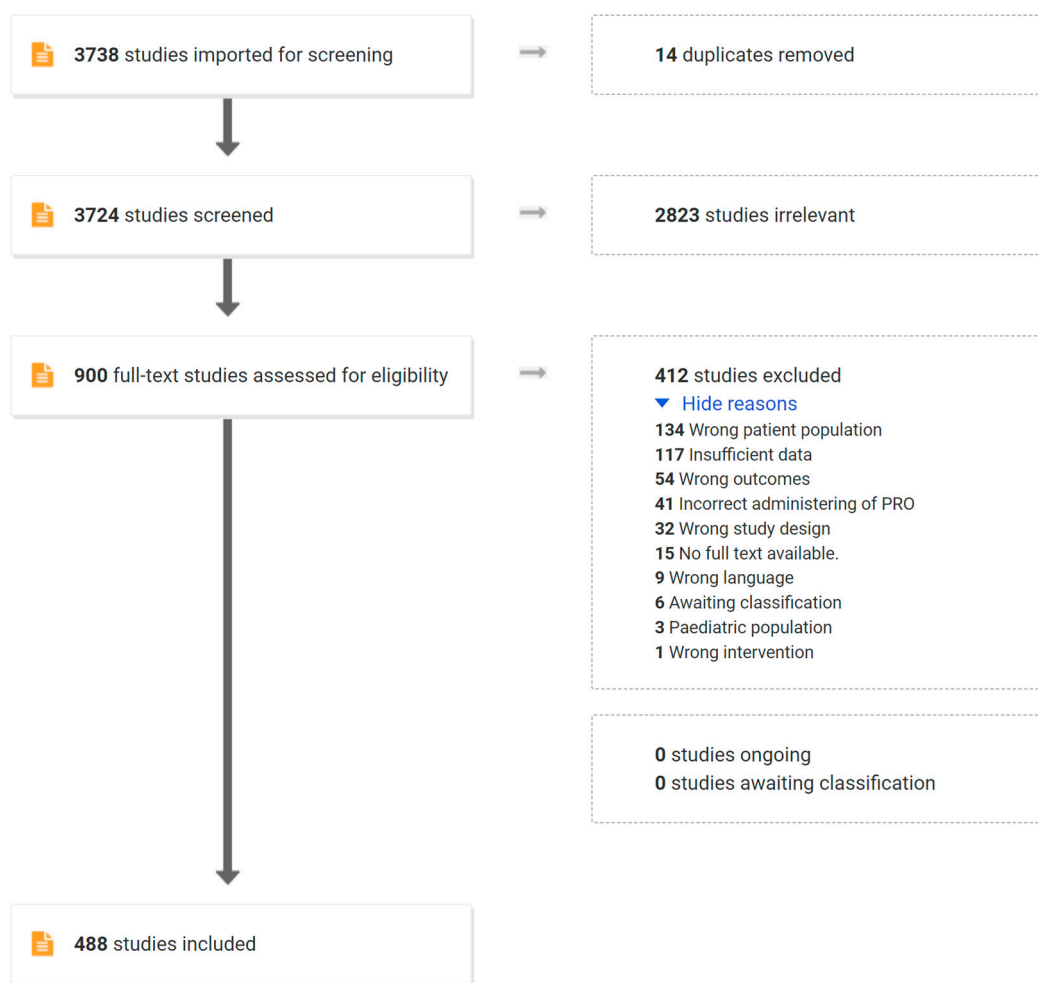 3738 studies imported for screening
14 duplicates removed
3724 studies screened
2823 studies irrelevant
900 full-text studies assessed for eligibility
412 studies excluded
Hide reasons
134 Wrong patient population
117 Insufficient data
54 Wrong outcomes
41 Incorrect administering of PRO
32 Wrong study design
15 No full text available.
9 Wrong language
6 Awaiting classification
3 Paediatric population
1 Wrong intervention
0 studies ongoing
0 studies awaiting classification
488 studies included